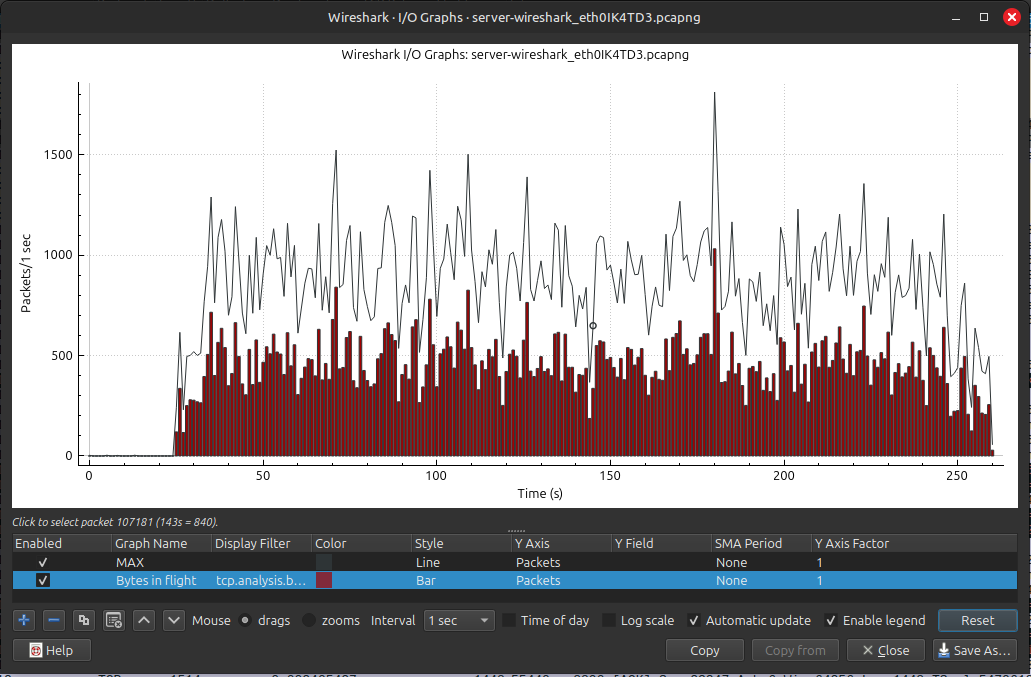 Wireshark · I/O Graphs · server-wireshark_eth0IK4TD3.pcapng
Wireshark I/O Graphs: server-wireshark_eth0IK4TD3.pcapng
Packets/1 sec
1500
1000
500
0
0 50 100 150 200 250
Time (s)
Click to select packet 107181 (143s = 840).
Enabled Graph Name Display Filter Color Style Y Axis Y Field SMA Period Y Axis Factor
MAX Line Packets None 1
Bytes in flight tcp.analysis.b… Bar Packets None 1
Mouse drags zooms Interval 1 sec Time of day Log scale Automatic update Enable legend Reset
Help Copy Copy from Close Save As…